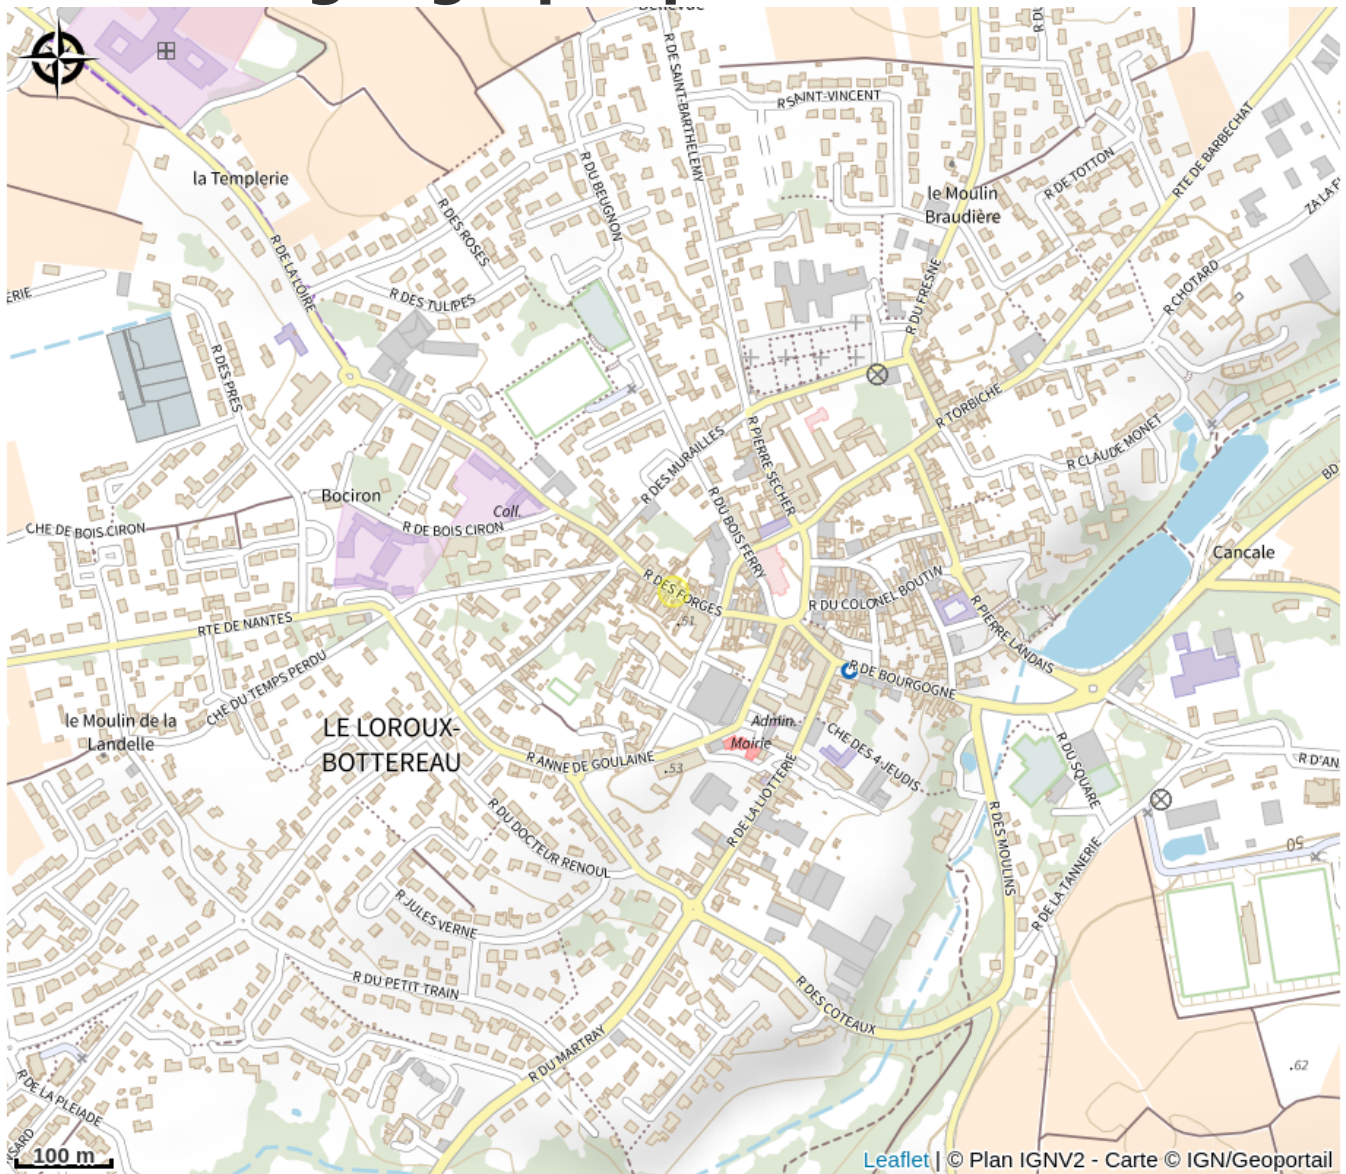 R DE SAINT-BARTHELEMY
R SAINT-VINCENT
la Templerie
R DU BEUGNON
R DES ROSES
le Moulin
Braudière
R DE TOTTON
RTE DE BARBECHAT
R DE LA LOIRE
R DES TULIPES
R DU FRESNE
R CHOTARD
ERIE
R DES PRES
R TORBICHE
R PIERRE SECHER
R DES MURAILLES
R CLAUDE MONET
BD
Bociron
Coll.
R DE BOIS CIRON
CHE DE BOIS CIRON
R DU BOIS FERRY
Cancale
R DES FORGES
.51
R DU COLONEL BOUTIN
R PIERRE LANDAIS
RTE DE NANTES
CHE DU TEMPS PERDU
R DE BOURGOGNE
le Moulin de la
Landelle
LE LOROUX-
BOTTEREAU
Admin.
Mairie
R ANNE DE GOULAINE
.53
CHE DES 4 JEUDIS
R DU SQUARE
R D'AN
R DU DOCTEUR RENOUL
R DE LA LIOTTERIE
R DES MOULINS
50
R DE LA TANNERIE
R JULES VERNE
R DU PETIT TRAIN
R DES COTEAUX
R DU MARTRAY
.62
R DE LA PLEIADE
100 m
Leaflet | © Plan IGNV2 - Carte © IGN/Geoportail